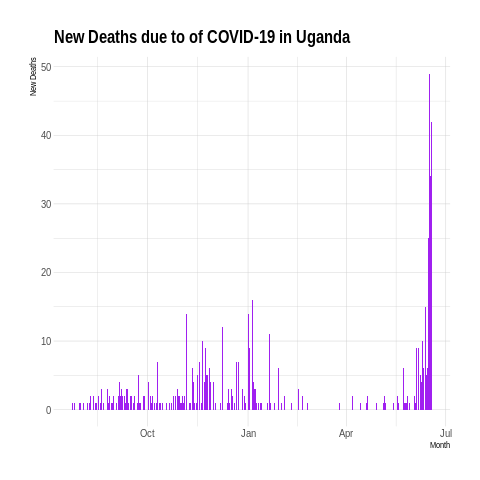 New Deaths due to of COVID-19 in Uganda
New Deaths
50
40
30
20
10
0
Oct
Jan
Apr
Jul
Month